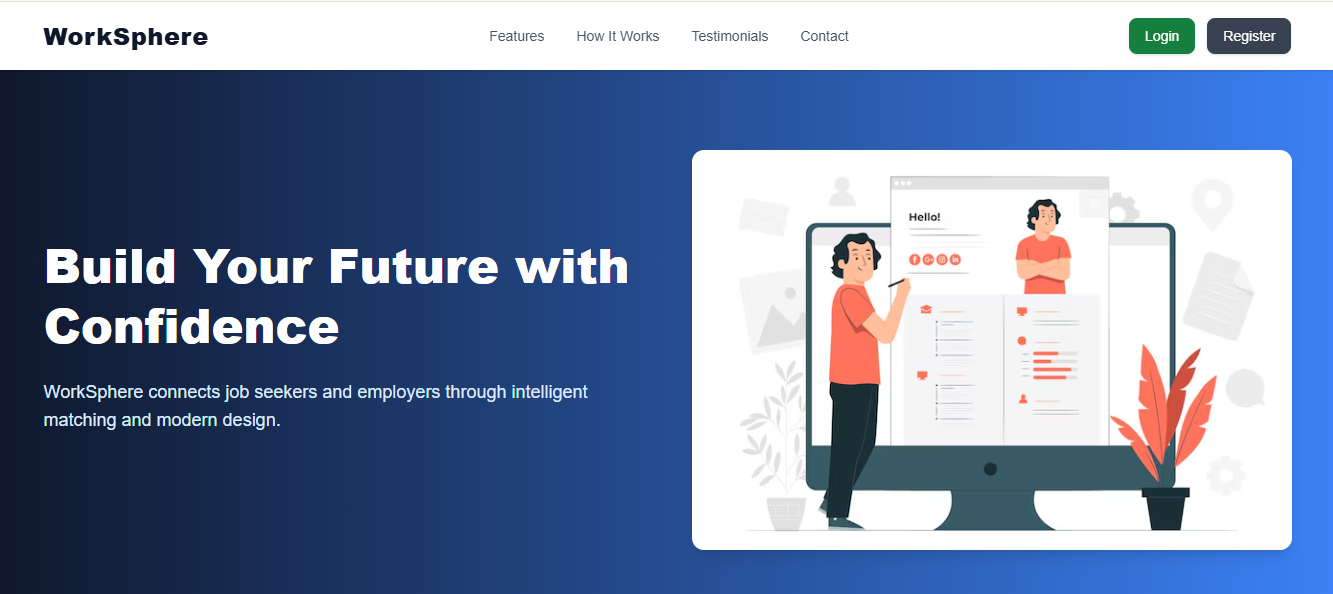 WorkSphere
Features
How It Works
Testimonials
Contact
Login
Register
Build Your Future with
Confidence
WorkSphere connects job seekers and employers through intelligent
matching and modern design.
Hello!